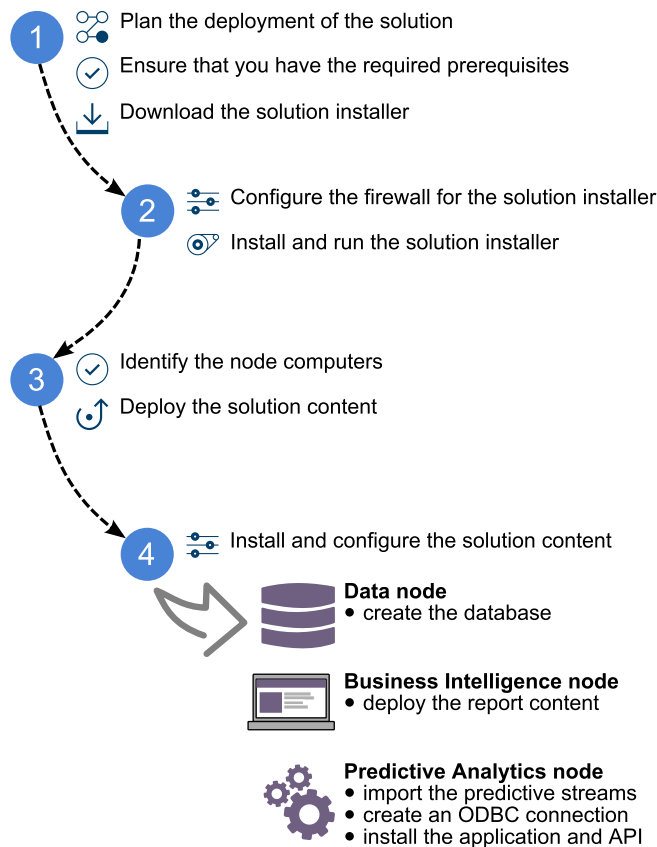 1
Plan the deployment of the solution
Ensure that you have the required prerequisites
Download the solution installer
2
Configure the firewall for the solution installer
Install and run the solution installer
3
Identify the node computers
Deploy the solution content
4
Install and configure the solution content
Data node
• create the database
Business Intelligence node
• deploy the report content
Predictive Analytics node
• import the predictive streams
• create an ODBC connection
• install the application and API